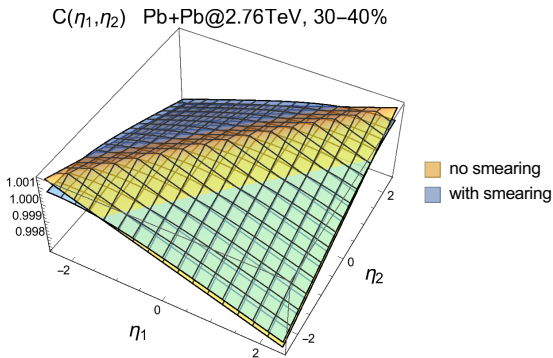 C(η₁,η₂) Pb+Pb@2.76TeV, 30−40%
no smearing
with smearing
1.001
1.000
0.999
0.998
−2
0
2
η₁
2
0
−2
η₂